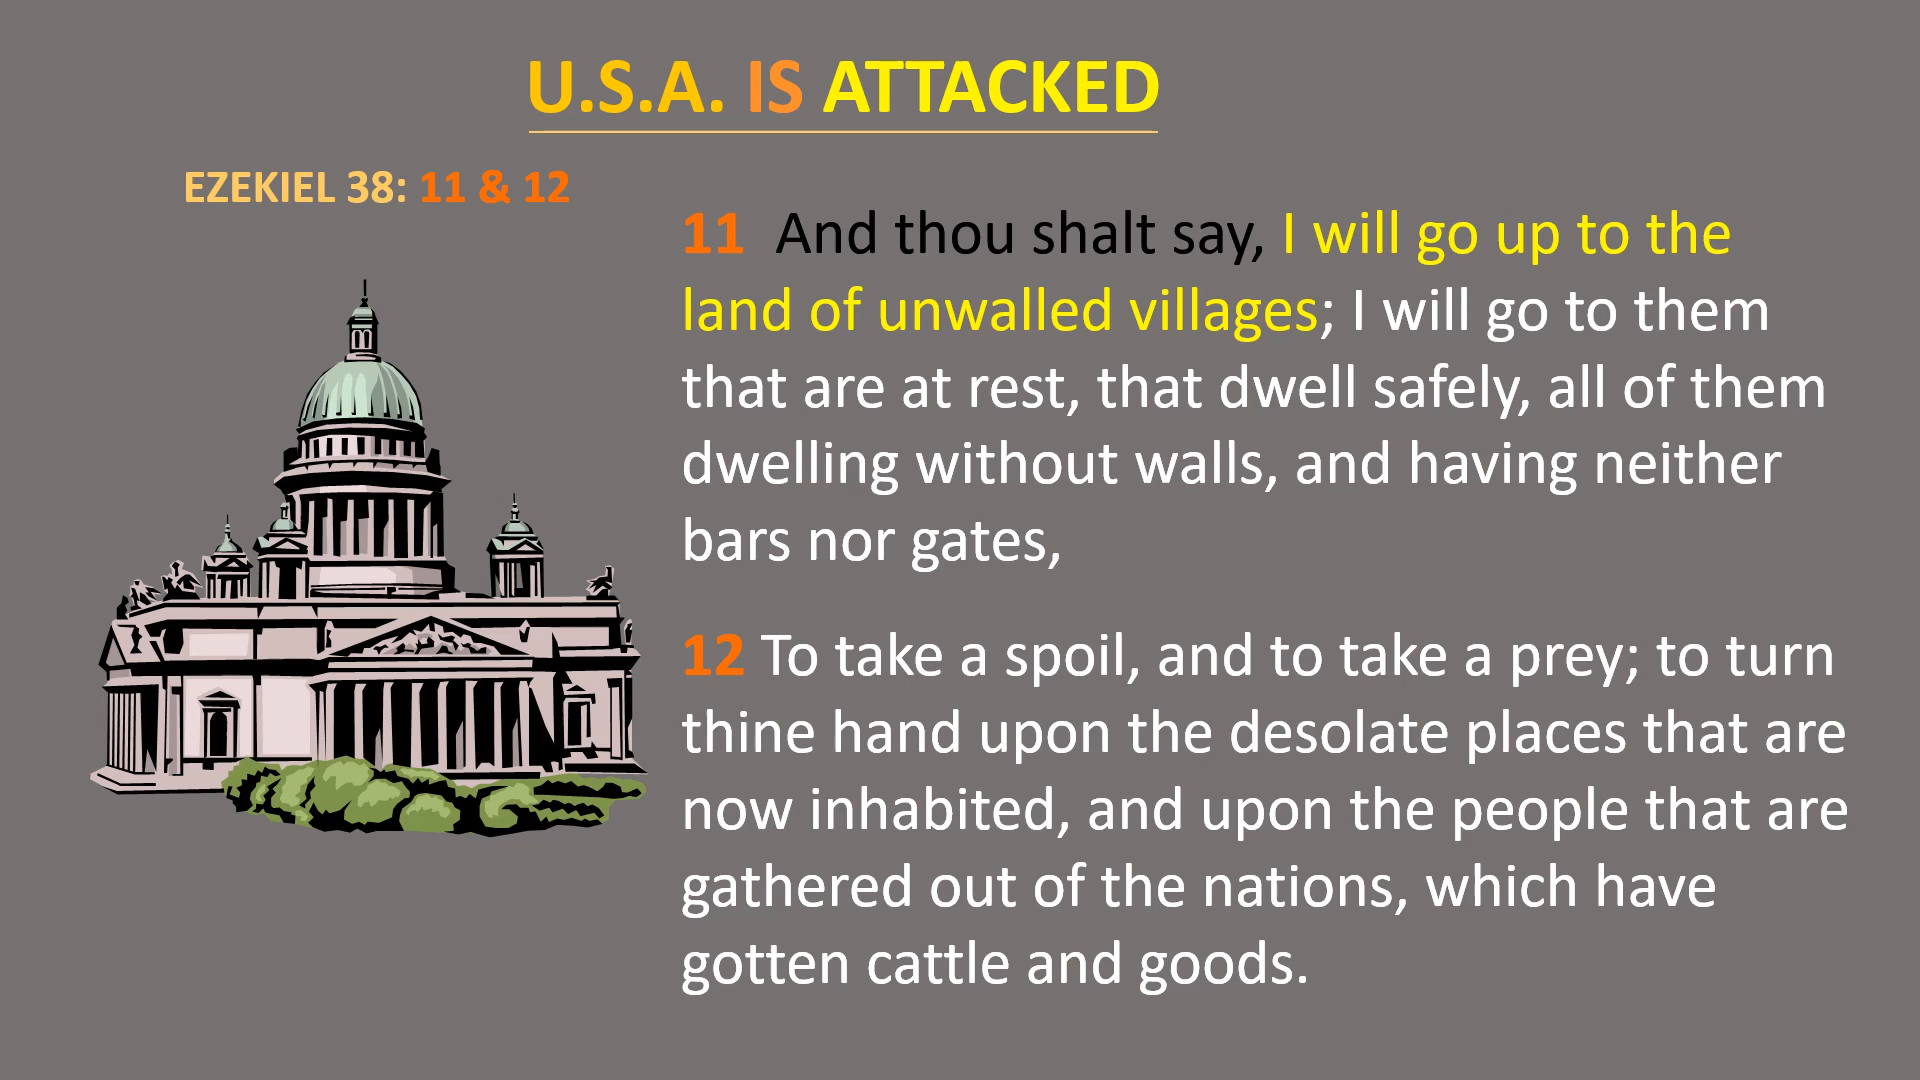 U.S.A. IS ATTACKED
EZEKIEL 38: 11 & 12
11 And thou shalt say, I will go up to the
land of unwalled villages; I will go to them
that are at rest, that dwell safely, all of them
dwelling without walls, and having neither
bars nor gates,
12 To take a spoil, and to take a prey; to turn
thine hand upon the desolate places that are
now inhabited, and upon the people that are
gathered out of the nations, which have
gotten cattle and goods.